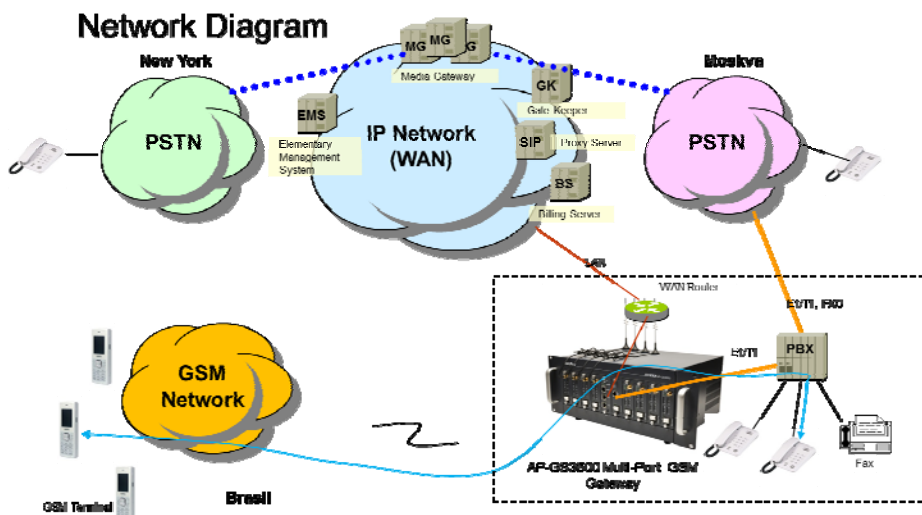 Network Diagram
New York
Moskva
MG
MG
G
Media Gateway
GK
Gate Keeper
EMS
Elementary
Management
System
PSTN
IP Network
(WAN)
SIP
Proxy Server
PSTN
BS
Billing Server
WAN Router
E1/T1, FXO
E1/T1
PBX
GSM
Network
AP-GS3500 Multi-Port GSM
Gateway
Fax
GSM Terminal
Brasil